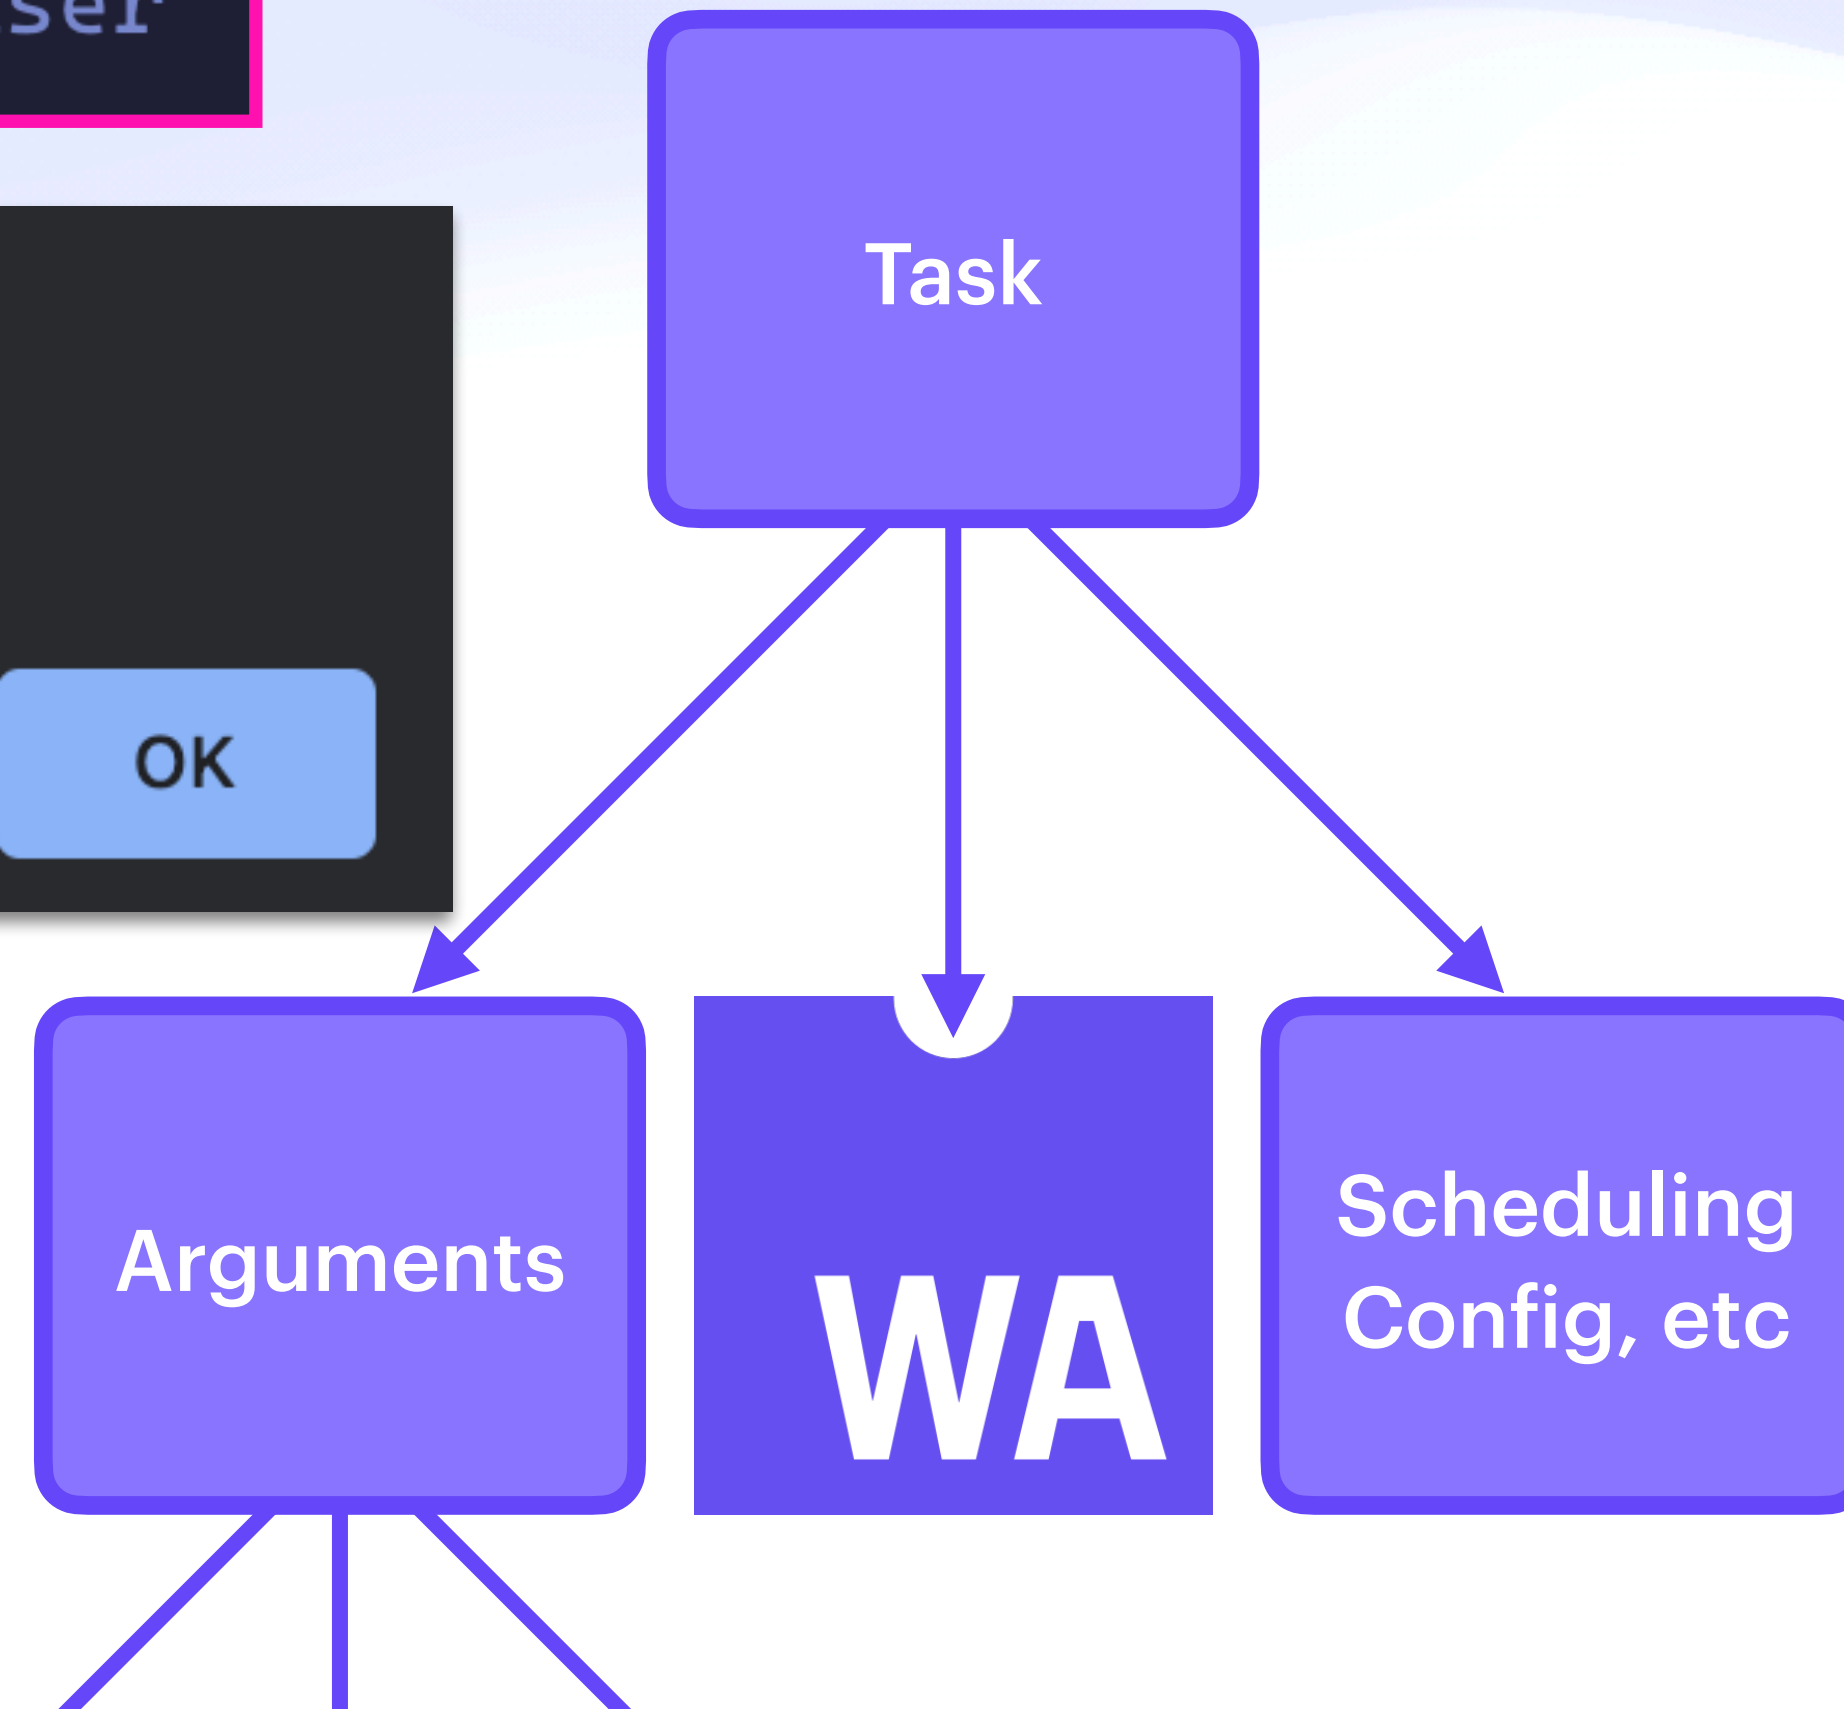 Task
OK
Arguments
WA
Scheduling
Config, etc